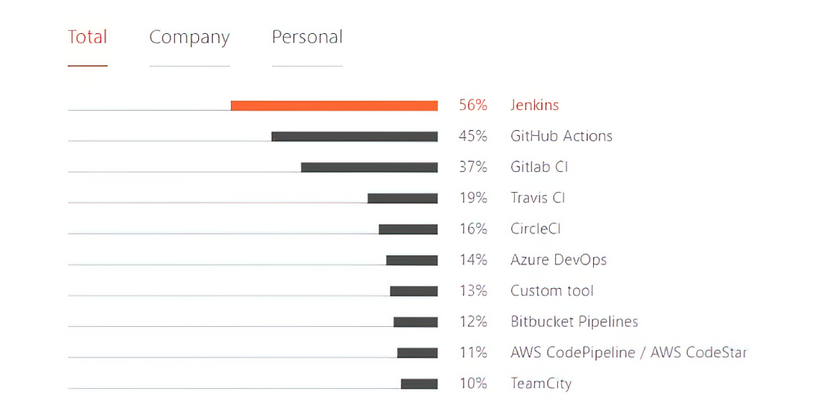 Total Company Personal
56% Jenkins
45% GitHub Actions
37% Gitlab CI
19% Travis CI
16% CircleCI
14% Azure DevOps
13% Custom tool
12% Bitbucket Pipelines
11% AWS CodePipeline / AWS CodeStar
10% TeamCity